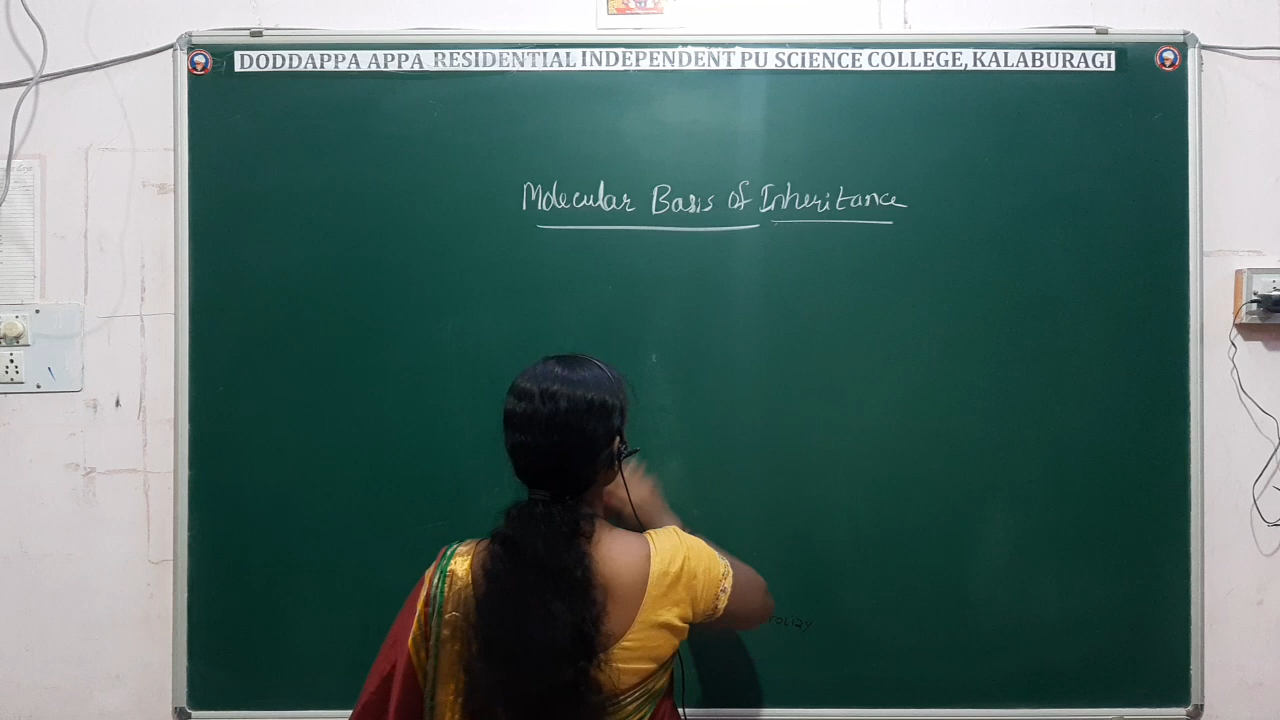 DODDAPPA APPA RESIDENTIAL INDEPENDENT PU SCIENCE COLLEGE, KALABURAGI
Molecular Basis of Inheritance